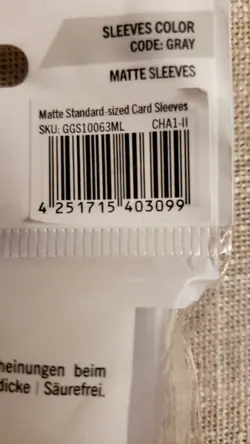 SLEEVES COLOR
CODE: GRAY
MATTE SLEEVES
Matte Standard-sized Card Sleeves
SKU: GGS10063ML CHA1-II
4 251715 403099
cheinungen beim
dicke | Säurefrei.